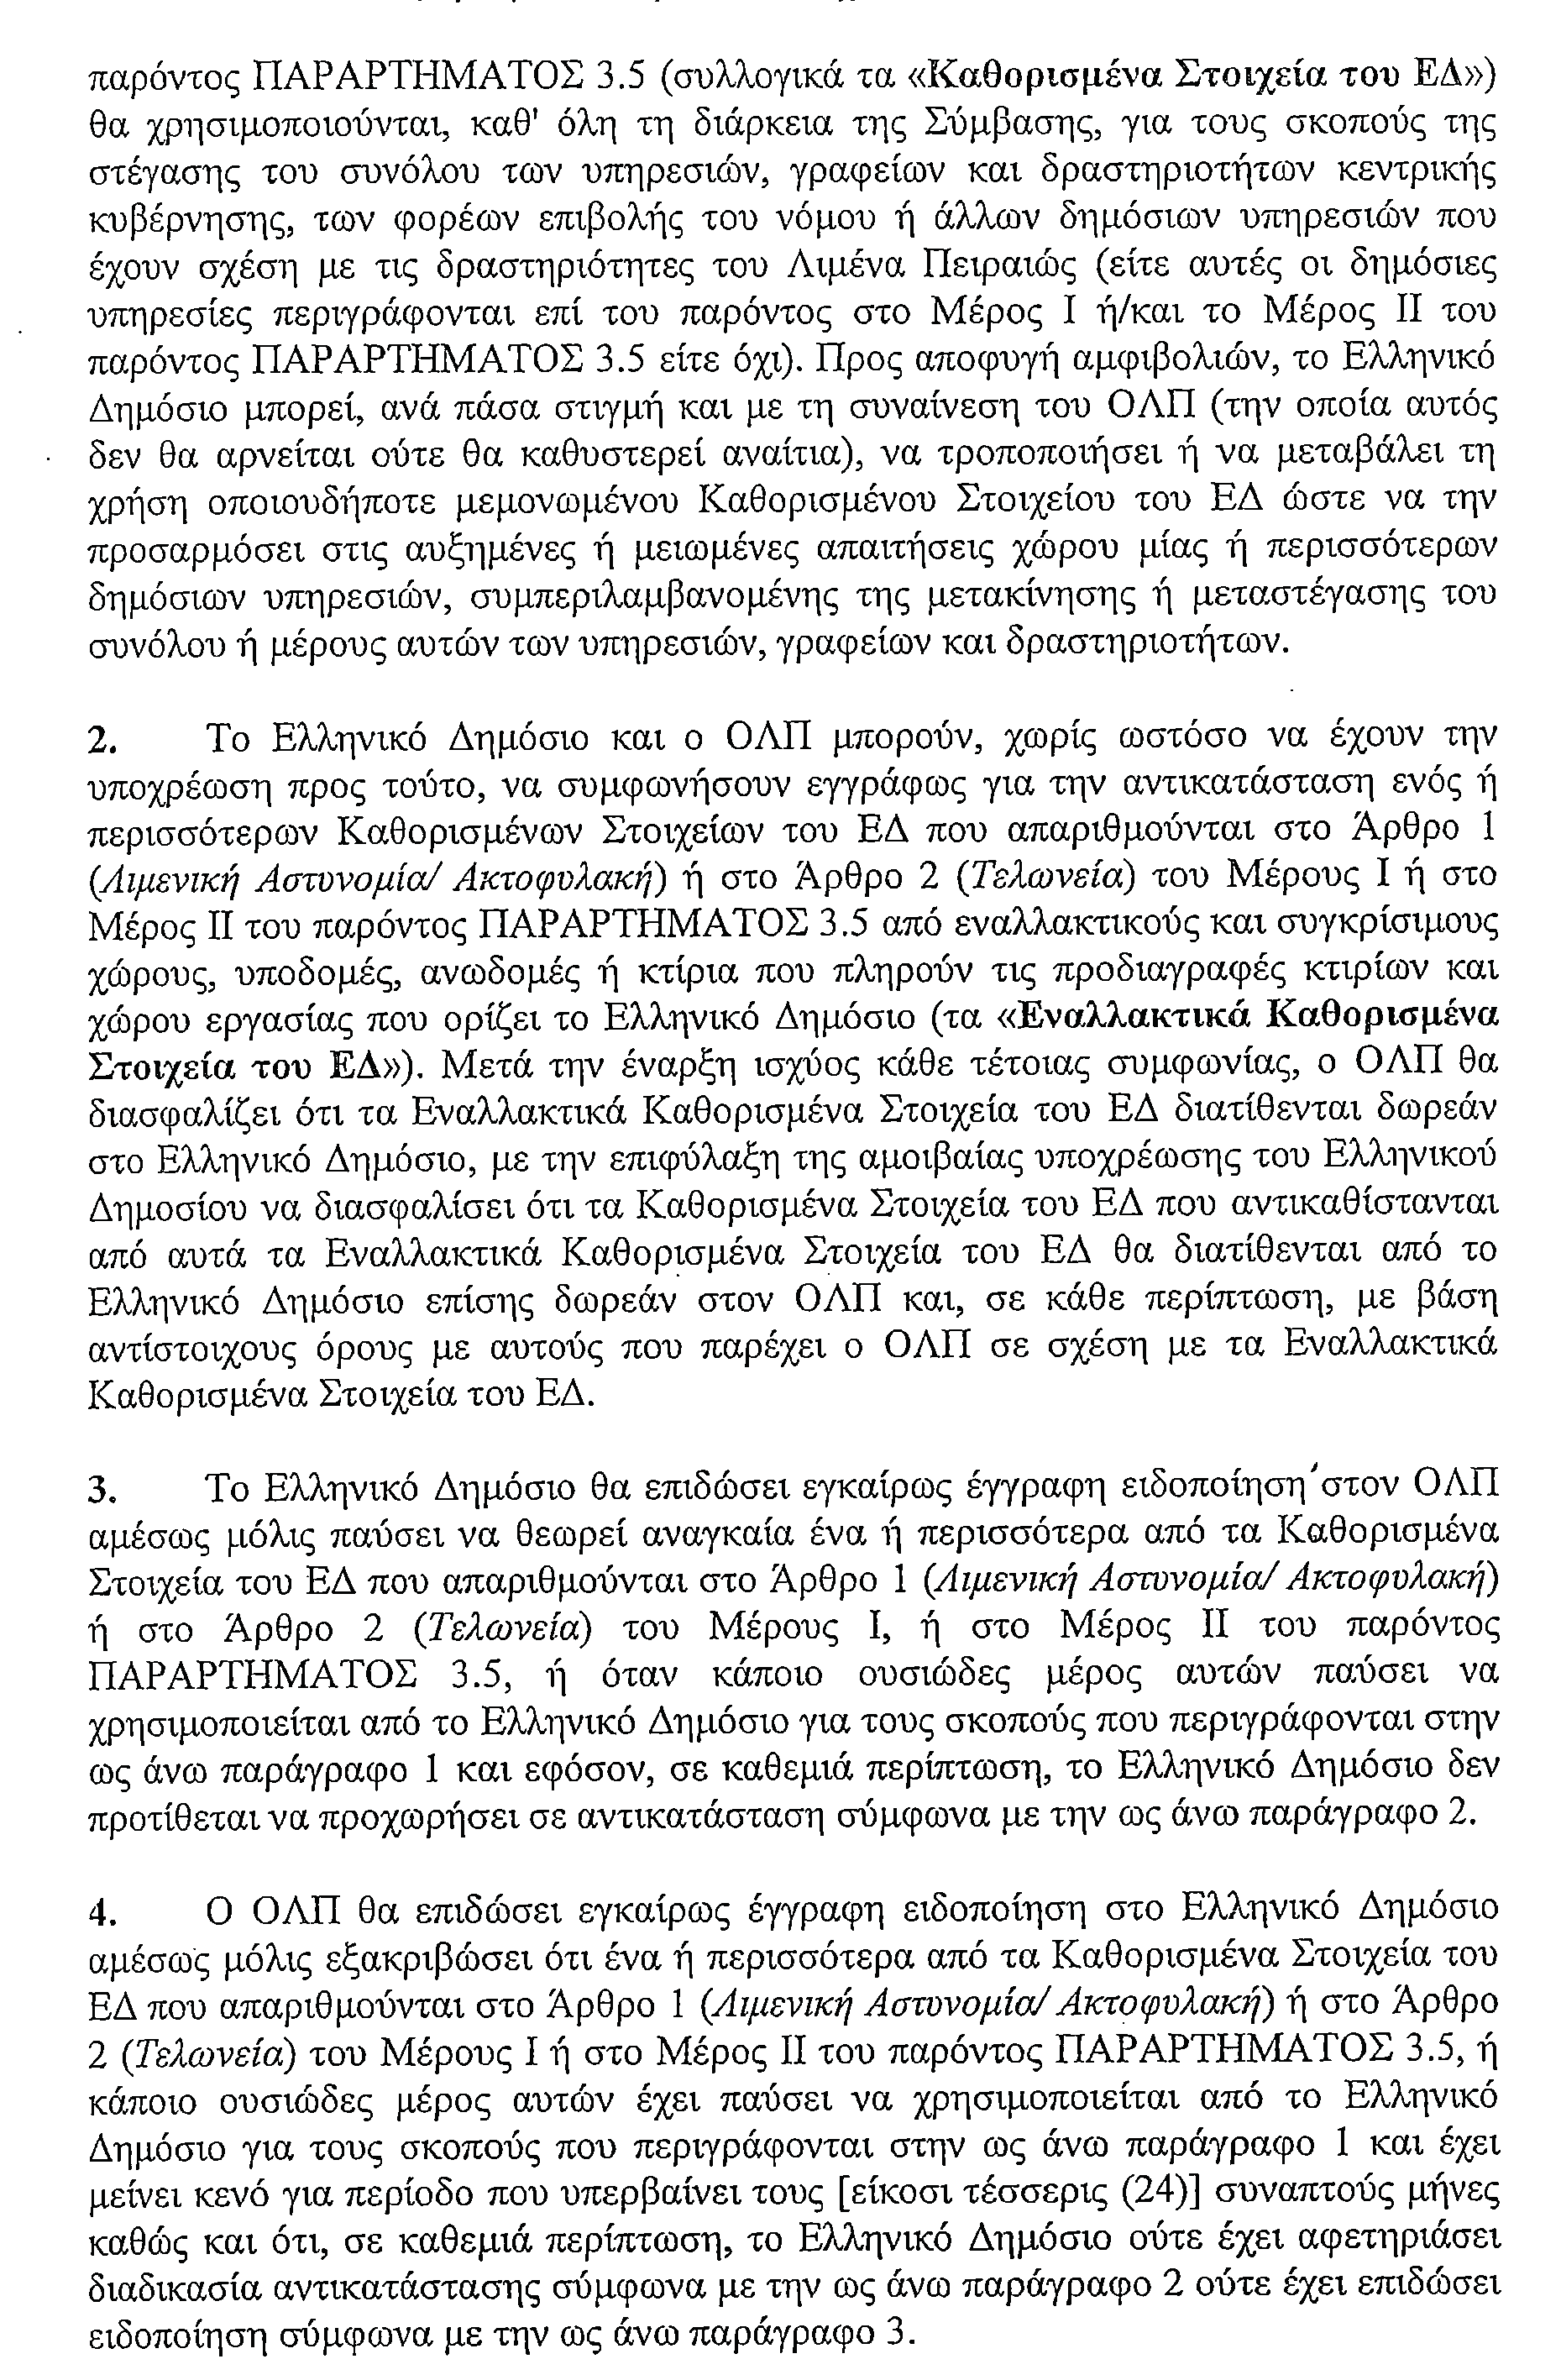 παρόντος ΠΑΡΑΡΤΗΜΑΤΟΣ 3.5 (συλλογικά τα «Καθορισμένα Στοιχεία του ΕΔ»)
θα χρησιμοποιούνται, καθ' όλη τη διάρκεια της Σύμβασης, για τους σκοπούς της
στέγασης του συνόλου των υπηρεσιών, γραφείων και δραστηριοτήτων κεντρικής
κυβέρνησης, των φορέων επιβολής του νόμου ή άλλων δημόσιων υπηρεσιών που
έχουν σχέση με τις δραστηριότητες του Λιμένα Πειραιώς (είτε αυτές οι δημόσιες
υπηρεσίες περιγράφονται επί του παρόντος στο Μέρος Ι ή/και το Μέρος ΙΙ του
παρόντος ΠΑΡΑΡΤΗΜΑΤΟΣ 3.5 είτε όχι). Προς αποφυγή αμφιβολιών, το Ελληνικό
Δημόσιο μπορεί, ανά πάσα στιγμή και με τη συναίνεση του ΟΛΠ (την οποία αυτός
δεν θα αρνείται ούτε θα καθυστερεί αναίτια), να τροποποιήσει ή να μεταβάλει τη
χρήση οποιουδήποτε μεμονωμένου Καθορισμένου Στοιχείου του ΕΔ ώστε να την
προσαρμόσει στις αυξημένες ή μειωμένες απαιτήσεις χώρου μίας ή περισσότερων
δημόσιων υπηρεσιών, συμπεριλαμβανομένης της μετακίνησης ή μεταστέγασης του
συνόλου ή μέρους αυτών των υπηρεσιών, γραφείων και δραστηριοτήτων.
2. Το Ελληνικό Δημόσιο και ο ΟΛΠ μπορούν, χωρίς ωστόσο να έχουν την
υποχρέωση προς τούτο, να συμφωνήσουν εγγράφως για την αντικατάσταση ενός ή
περισσότερων Καθορισμένων Στοιχείων του ΕΔ που απαριθμούνται στο Άρθρο 1
(Λιμενική Αστυνομία/ Ακτοφυλακή) ή στο Άρθρο 2 (Τελωνεία) του Μέρους Ι ή στο
Μέρος ΙΙ του παρόντος ΠΑΡΑΡΤΗΜΑΤΟΣ 3.5 από εναλλακτικούς και συγκρίσιμους
χώρους, υποδομές, ανωδομές ή κτίρια που πληρούν τις προδιαγραφές κτιρίων και
χώρου εργασίας που ορίζει το Ελληνικό Δημόσιο (τα «Εναλλακτικά Καθορισμένα
Στοιχεία του ΕΔ»). Μετά την έναρξη ισχύος κάθε τέτοιας συμφωνίας, ο ΟΛΠ θα
διασφαλίζει ότι τα Εναλλακτικά Καθορισμένα Στοιχεία του ΕΔ διατίθενται δωρεάν
στο Ελληνικό Δημόσιο, με την επιφύλαξη της αμοιβαίας υποχρέωσης του Ελληνικού
Δημοσίου να διασφαλίσει ότι τα Καθορισμένα Στοιχεία του ΕΔ που αντικαθίστανται
από αυτά τα Εναλλακτικά Καθορισμένα Στοιχεία του ΕΔ θα διατίθενται από το
Ελληνικό Δημόσιο επίσης δωρεάν στον ΟΛΠ και, σε κάθε περίπτωση, με βάση
αντίστοιχους όρους με αυτούς που παρέχει ο ΟΛΠ σε σχέση με τα Εναλλακτικά
Καθορισμένα Στοιχεία του ΕΔ.
3. Το Ελληνικό Δημόσιο θα επιδώσει εγκαίρως έγγραφη ειδοποίηση στον ΟΛΠ
αμέσως μόλις παύσει να θεωρεί αναγκαία ένα ή περισσότερα από τα Καθορισμένα
Στοιχεία του ΕΔ που απαριθμούνται στο Άρθρο 1 (Λιμενική Αστυνομία/ Ακτοφυλακή)
ή στο Άρθρο 2 (Τελωνεία) του Μέρους Ι, ή στο Μέρος ΙΙ του παρόντος
ΠΑΡΑΡΤΗΜΑΤΟΣ 3.5, ή όταν κάποιο ουσιώδες μέρος αυτών παύσει να
χρησιμοποιείται από το Ελληνικό Δημόσιο για τους σκοπούς που περιγράφονται στην
ως άνω παράγραφο 1 και εφόσον, σε καθεμιά περίπτωση, το Ελληνικό Δημόσιο δεν
προτίθεται να προχωρήσει σε αντικατάσταση σύμφωνα με την ως άνω παράγραφο 2.
4. Ο ΟΛΠ θα επιδώσει εγκαίρως έγγραφη ειδοποίηση στο Ελληνικό Δημόσιο
αμέσως μόλις εξακριβώσει ότι ένα ή περισσότερα από τα Καθορισμένα Στοιχεία του
ΕΔ που απαριθμούνται στο Άρθρο 1 (Λιμενική Αστυνομία/ Ακτοφυλακή) ή στο Άρθρο
2 (Τελωνεία) του Μέρους Ι ή στο Μέρος ΙΙ του παρόντος ΠΑΡΑΡΤΗΜΑΤΟΣ 3.5, ή
κάποιο ουσιώδες μέρος αυτών έχει παύσει να χρησιμοποιείται από το Ελληνικό
Δημόσιο για τους σκοπούς που περιγράφονται στην ως άνω παράγραφο 1 και έχει
μείνει κενό για περίοδο που υπερβαίνει τους [είκοσι τέσσερις (24)] συναπτούς μήνες
καθώς και ότι, σε καθεμιά περίπτωση, το Ελληνικό Δημόσιο ούτε έχει αφετηριάσει
διαδικασία αντικατάστασης σύμφωνα με την ως άνω παράγραφο 2 ούτε έχει επιδώσει
ειδοποίηση σύμφωνα με την ως άνω παράγραφο 3.